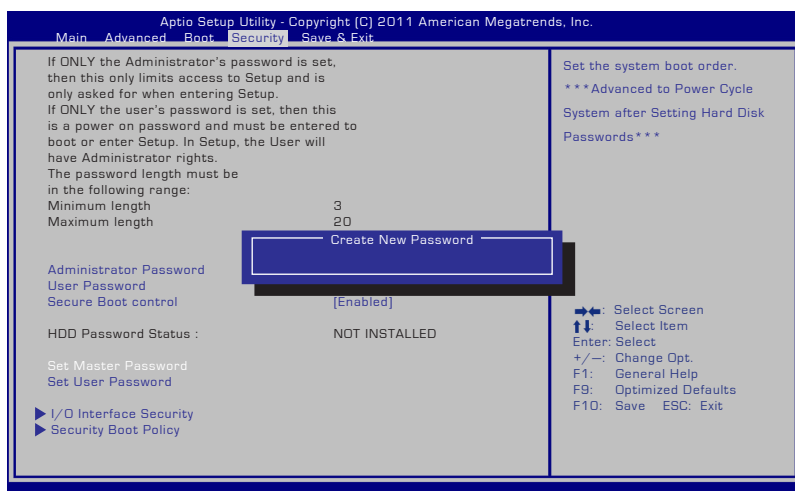 Aptio Setup Utility - Copyright (C) 2011 American Megatrends, Inc.
Main Advanced Boot Security Save & Exit
If ONLY the Administrator's password is set,
then this only limits access to Setup and is
only asked for when entering Setup.
If ONLY the user's password is set, then this
is a power on password and must be entered to
boot or enter Setup. In Setup, the User will
have Administrator rights.
The password length must be
in the following range:
Minimum length 3
Maximum length 20
Create New Password
Administrator Password
User Password
Secure Boot control [Enabled]
HDD Password Status : NOT INSTALLED
Set Master Password
Set User Password
I/O Interface Security
Security Boot Policy
Set the system boot order.
***Advanced to Power Cycle
System after Setting Hard Disk
Passwords***
→←: Select Screen
↑↓: Select Item
Enter: Select
+/—: Change Opt.
F1: General Help
F9: Optimized Defaults
F10: Save ESC: Exit